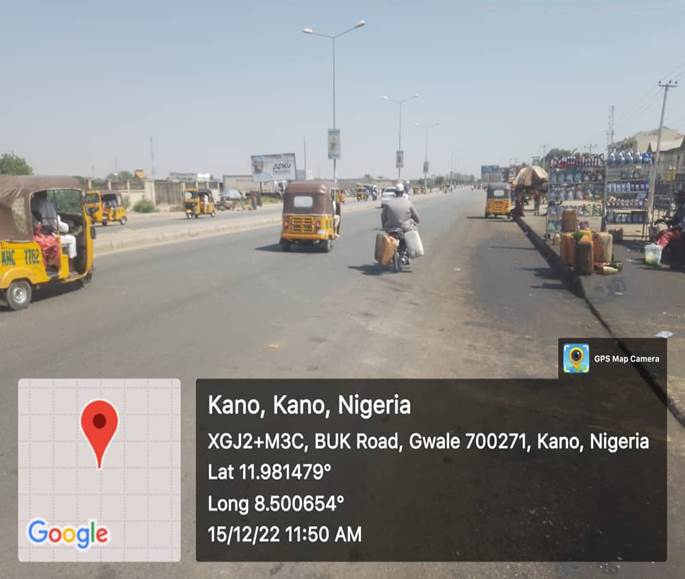 KMC Y762
GPS Map Camera
Kano, Kano, Nigeria
XGJ2+M3C, BUK Road, Gwale 700271, Kano, Nigeria
Lat 11.981479°
Long 8.500654°
15/12/22 11:50 AM
Google